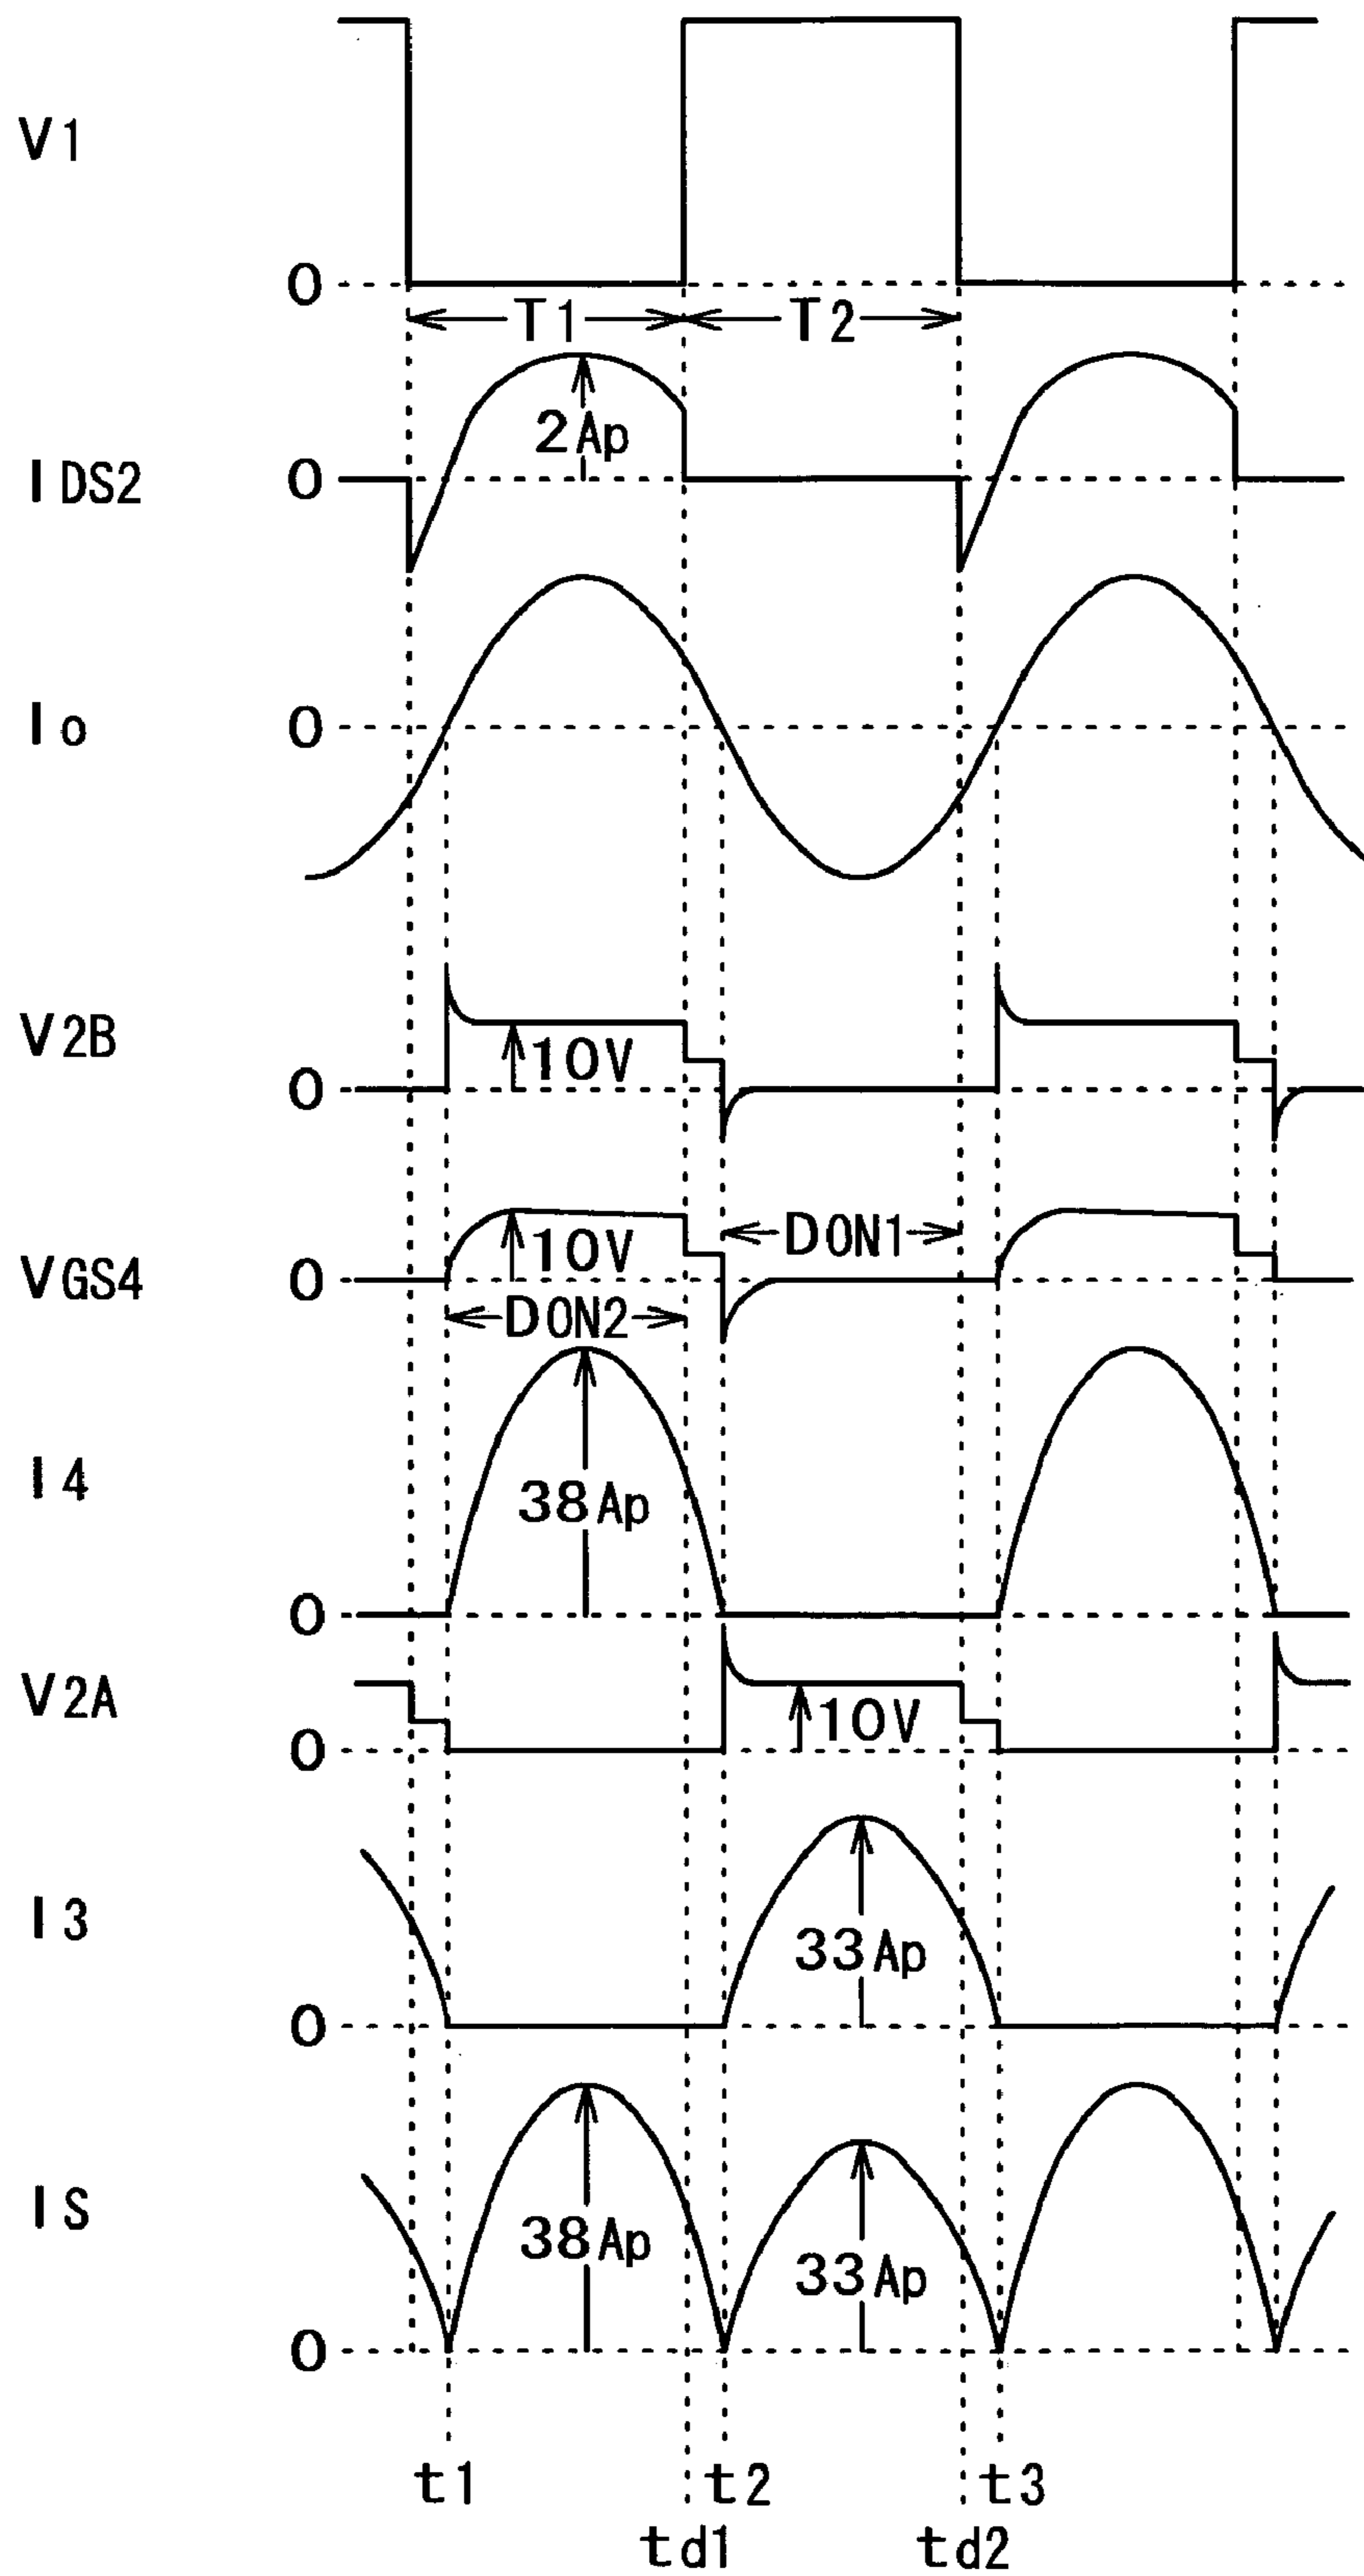 V1
0
T1 T2
2Ap
IDS2 0
Io 0
V2B
10V
0
VGS4 0
10V
DON1
DON2
I4
38Ap
0
V2A
10V
0
I3
33Ap
0
IS
38Ap
33Ap
0
t1 t2 t3
td1 td2